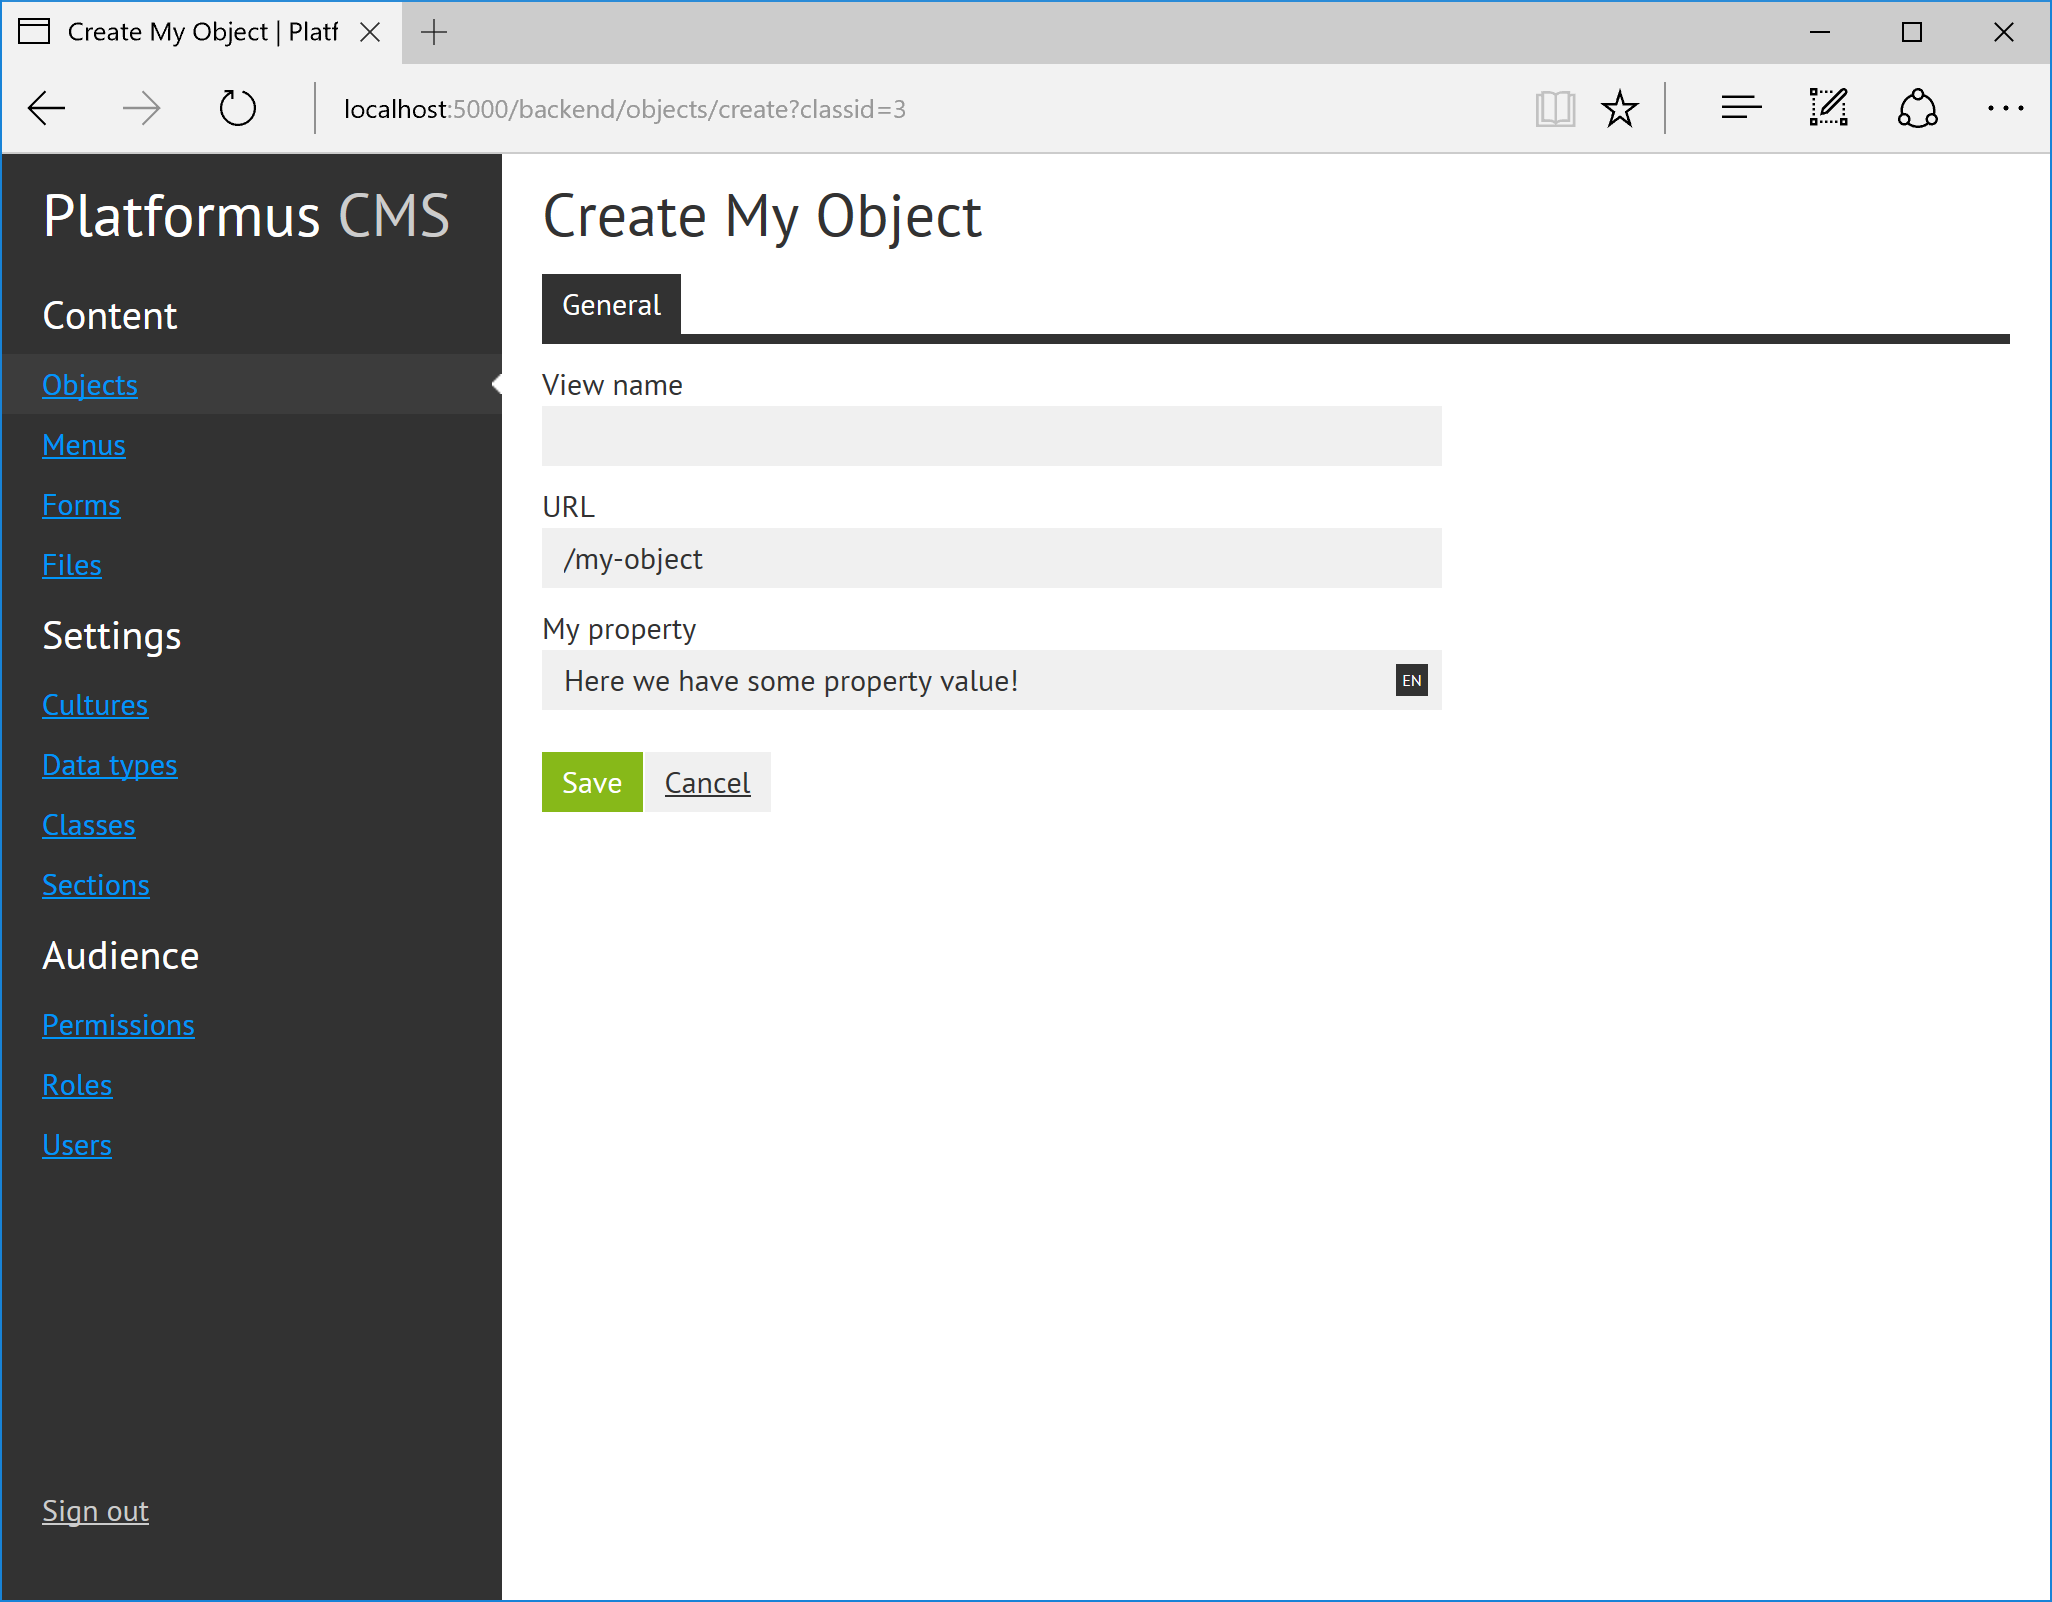 Create My Object | Platf
localhost:5000/backend/objects/create?classid=3
Platformus CMS
Content
Objects
Menus
Forms
Files
Settings
Cultures
Data types
Classes
Sections
Audience
Permissions
Roles
Users
Sign out
Create My Object
General
View name
URL
/my-object
My property
Here we have some property value!
EN
Save
Cancel